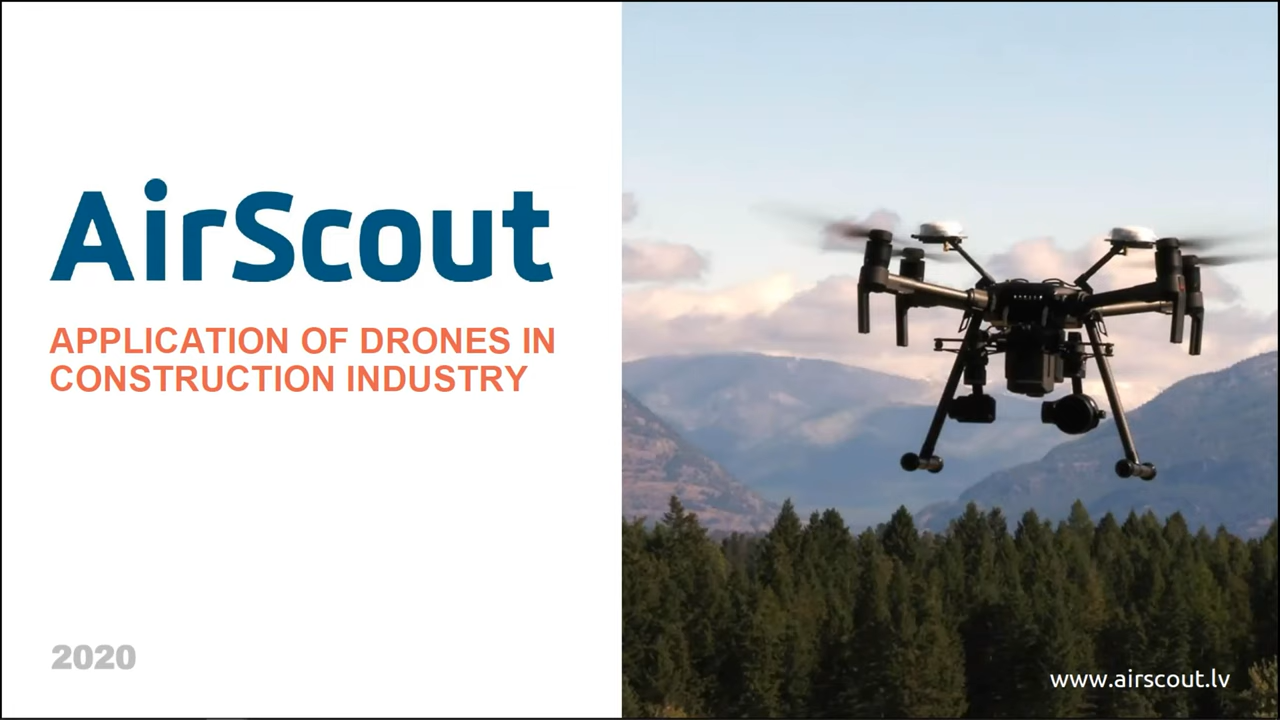 AirScout
APPLICATION OF DRONES IN
CONSTRUCTION INDUSTRY
2020
www.airscout.lv